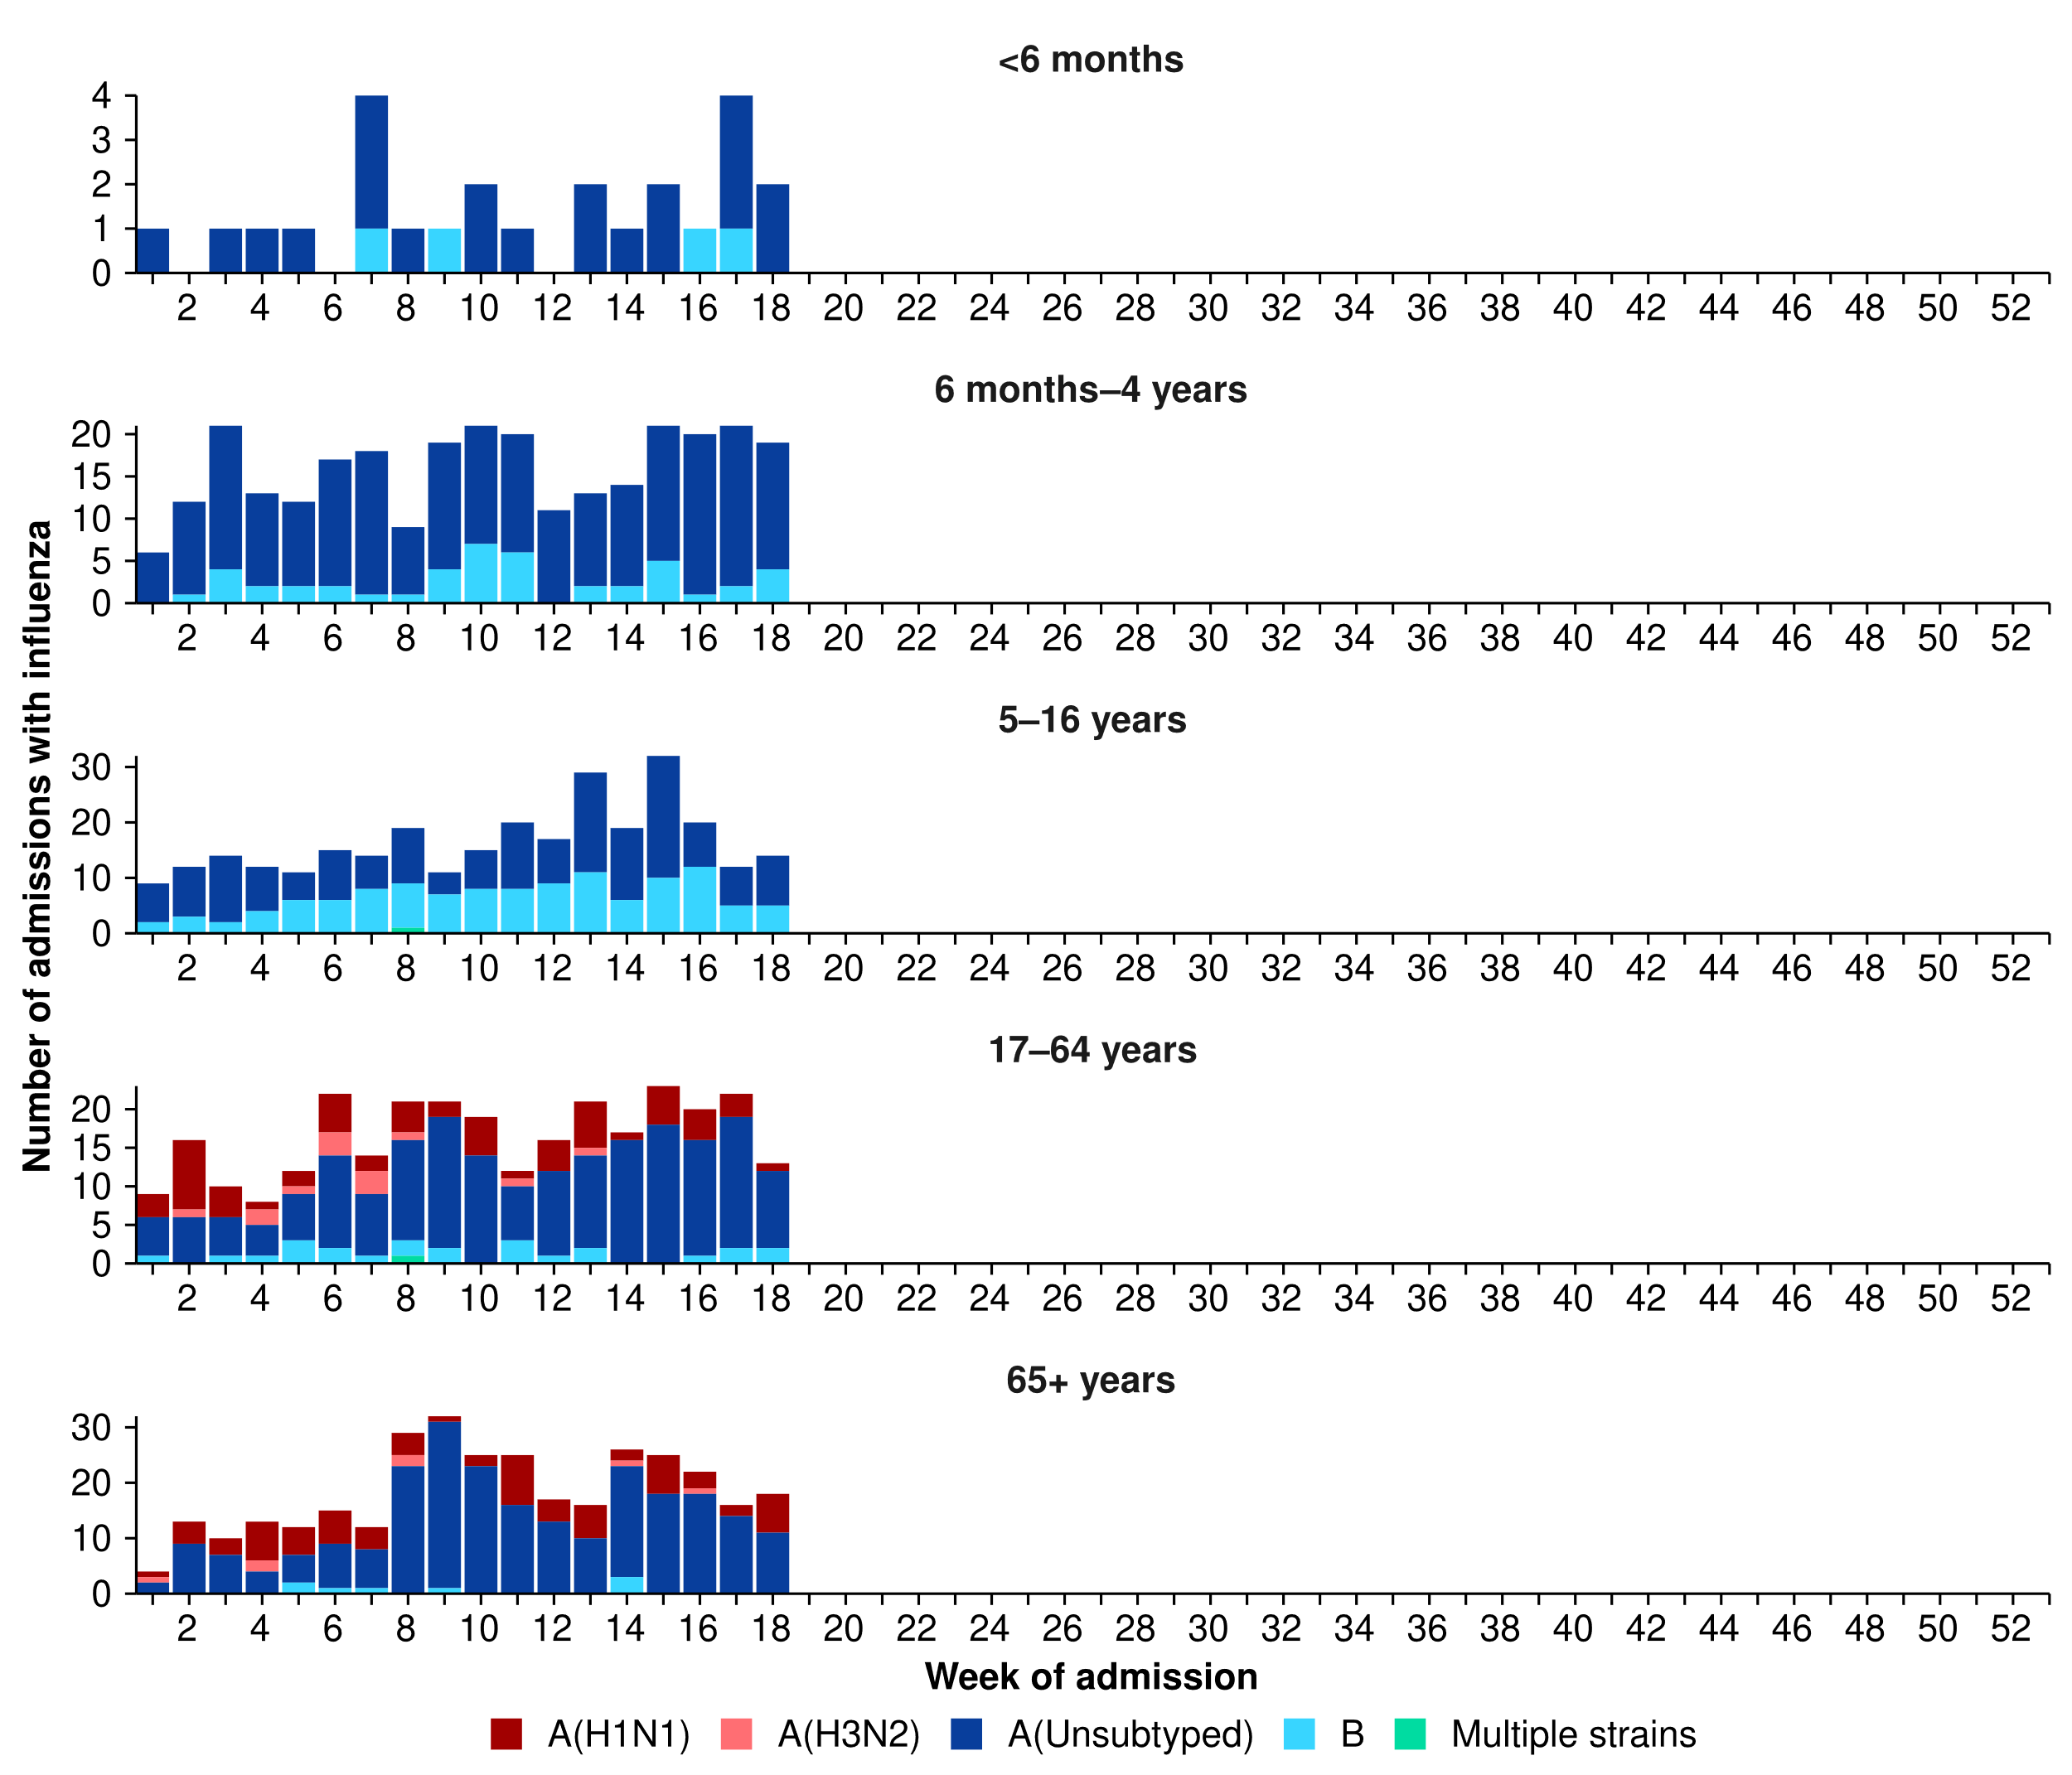 <6 months
4
3
2
1
0
2 4 6 8 10 12 14 16 18 20 22 24 26 28 30 32 34 36 38 40 42 44 46 48 50 52
6 months–4 years
20
15
10
5
0
2 4 6 8 10 12 14 16 18 20 22 24 26 28 30 32 34 36 38 40 42 44 46 48 50 52
5–16 years
30
20
10
0
2 4 6 8 10 12 14 16 18 20 22 24 26 28 30 32 34 36 38 40 42 44 46 48 50 52
17–64 years
20
15
10
5
0
2 4 6 8 10 12 14 16 18 20 22 24 26 28 30 32 34 36 38 40 42 44 46 48 50 52
65+ years
30
20
10
0
2 4 6 8 10 12 14 16 18 20 22 24 26 28 30 32 34 36 38 40 42 44 46 48 50 52
Number of admissions with influenza
Week of admission
A(H1N1) A(H3N2) A(Unsubtyped) B Multiple strains